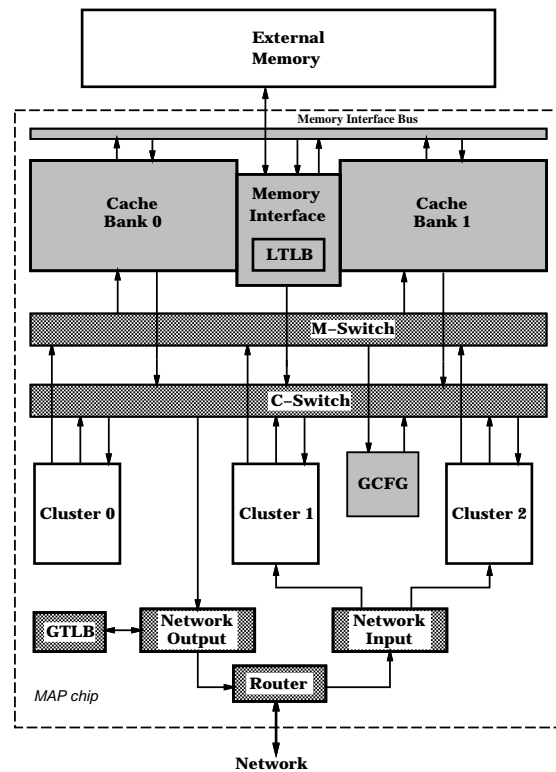 External
Memory
Memory Interface Bus
Cache
Bank 0
Memory
Interface
LTLB
Cache
Bank 1
M–Switch
C–Switch
Cluster 0
Cluster 1
GCFG
Cluster 2
GTLB
Network
Output
Network
Input
Router
MAP chip
Network